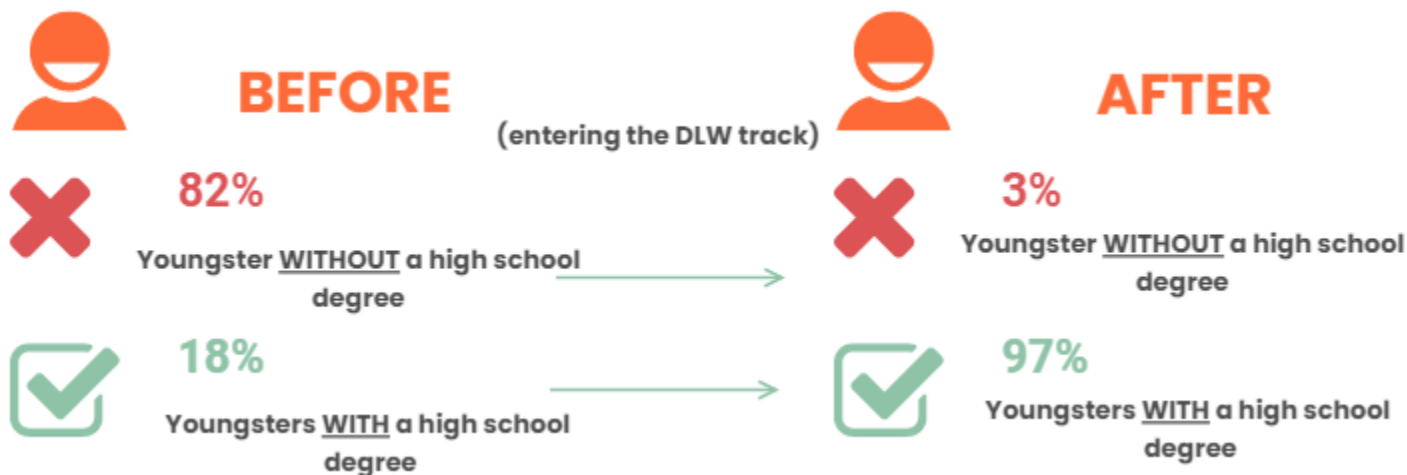 BEFORE
(entering the DLW track)
AFTER
82%
Youngster WITHOUT a high school
degree
3%
Youngster WITHOUT a high school
degree
18%
Youngsters WITH a high school
degree
97%
Youngsters WITH a high school
degree